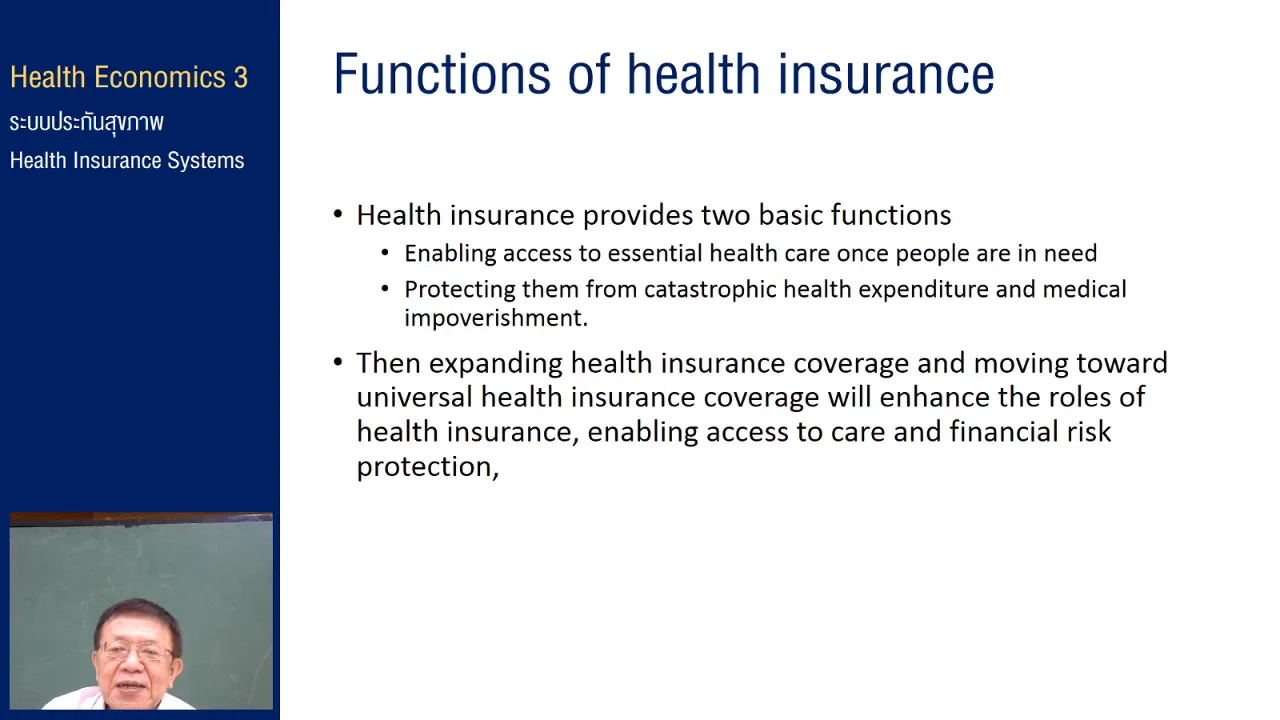 Health Economics 3
ระบบประกันสุขภาพ
Health Insurance Systems
Functions of health insurance
• Health insurance provides two basic functions
• Enabling access to essential health care once people are in need
• Protecting them from catastrophic health expenditure and medical
impoverishment.
• Then expanding health insurance coverage and moving toward
universal health insurance coverage will enhance the roles of
health insurance, enabling access to care and financial risk
protection,